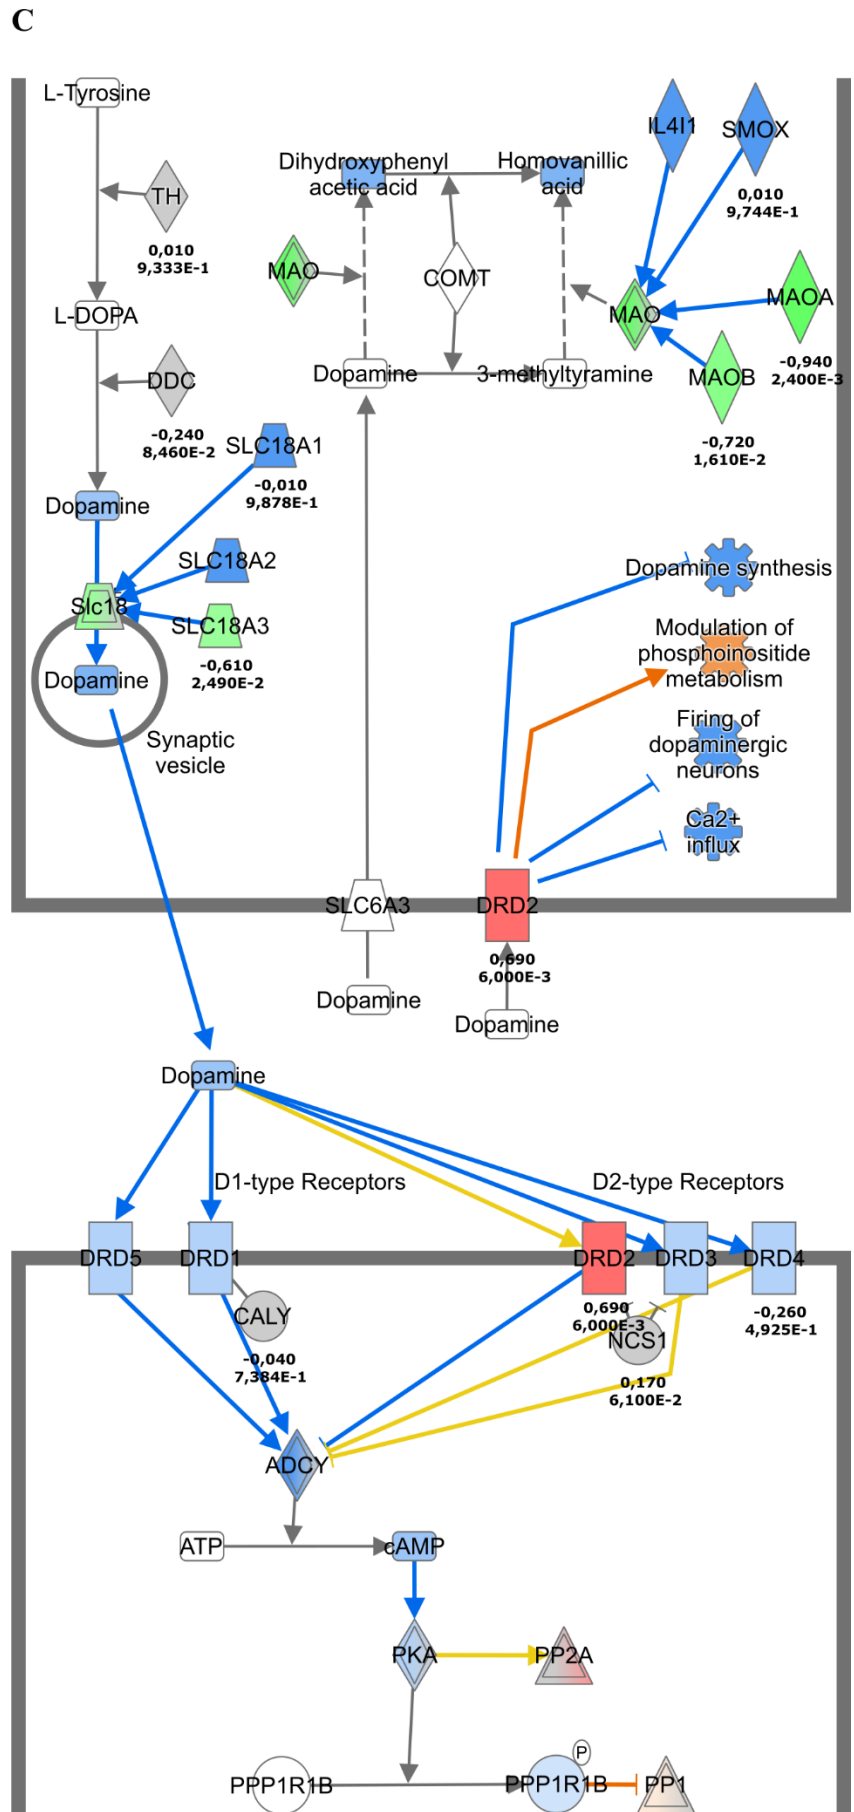 C
L-Tyrosine
IL4I1
SMOX
Dihydroxyphenyl
acetic acid
Homovanillic
acid
TH
0,010
9,744E-1
0,010
9,333E-1
MAO
COMT
MAOA
MAO
L-DOPA
-0,940
2,400E-3
Dopamine
3-methyltyramine
MAOB
DDC
-0,240
8,460E-2
-0,720
1,610E-2
SLC18A1
-0,010
9,878E-1
Dopamine
SLC18A2
Dopamine synthesis
Slc18
SLC18A3
-0,610
2,490E-2
Modulation of
phosphoinositide
metabolism
Dopamine
Synaptic
vesicle
Firing of
dopaminergic
neurons
Ca2+
influx
SLC6A3
DRD2
0,690
6,000E-3
Dopamine
Dopamine
Dopamine
D1-type Receptors
D2-type Receptors
DRD5
DRD1
DRD2
DRD3
DRD4
0,690
6,000E-3
-0,260
4,925E-1
CALY
-0,040
7,384E-1
NCS1
0,170
6,100E-2
ADCY
ATP
cAMP
PKA
PP2A
P
PPP1R1B
PPP1R1B
PP1